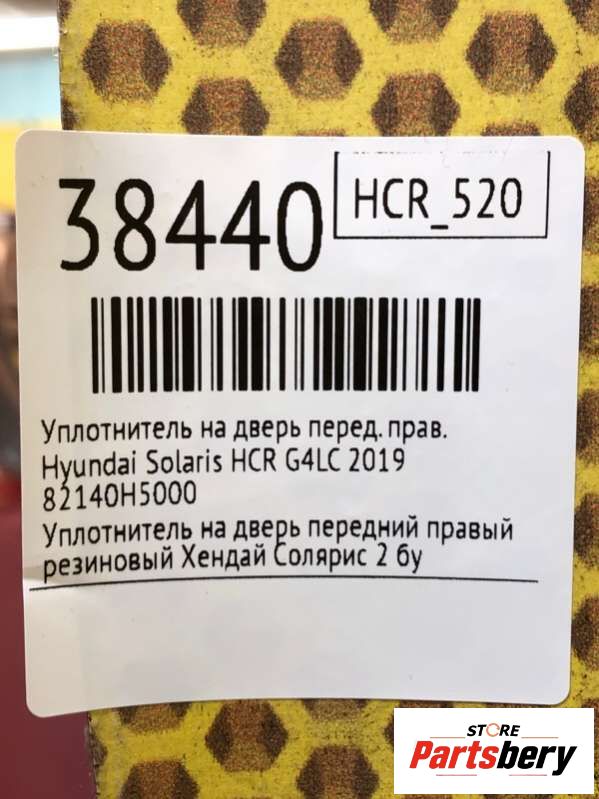 38440
HCR_520
Уплотнитель на дверь перед. прав.
Hyundai Solaris HCR G4LC 2019
82140H5000
Уплотнитель на дверь передний правый
резиновый Хендай Солярис 2 бу
STORE
Partsbery